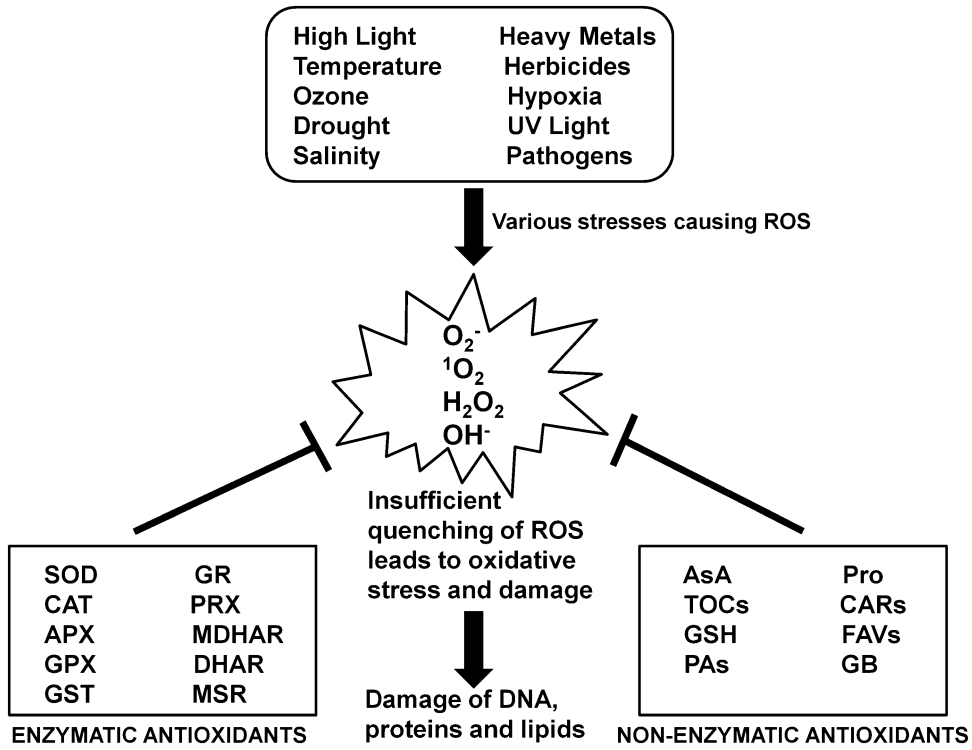 High Light Heavy Metals
Temperature Herbicides
Ozone Hypoxia
Drought UV Light
Salinity Pathogens
Various stresses causing ROS
O₂⁻
¹O₂
H₂O₂
OH⁻
Insufficient
quenching of ROS
leads to oxidative
stress and damage
SOD GR
CAT PRX
APX MDHAR
GPX DHAR
GST MSR
ENZYMATIC ANTIOXIDANTS
AsA Pro
TOCs CARs
GSH FAVs
PAs GB
NON-ENZYMATIC ANTIOXIDANTS
Damage of DNA,
proteins and lipids